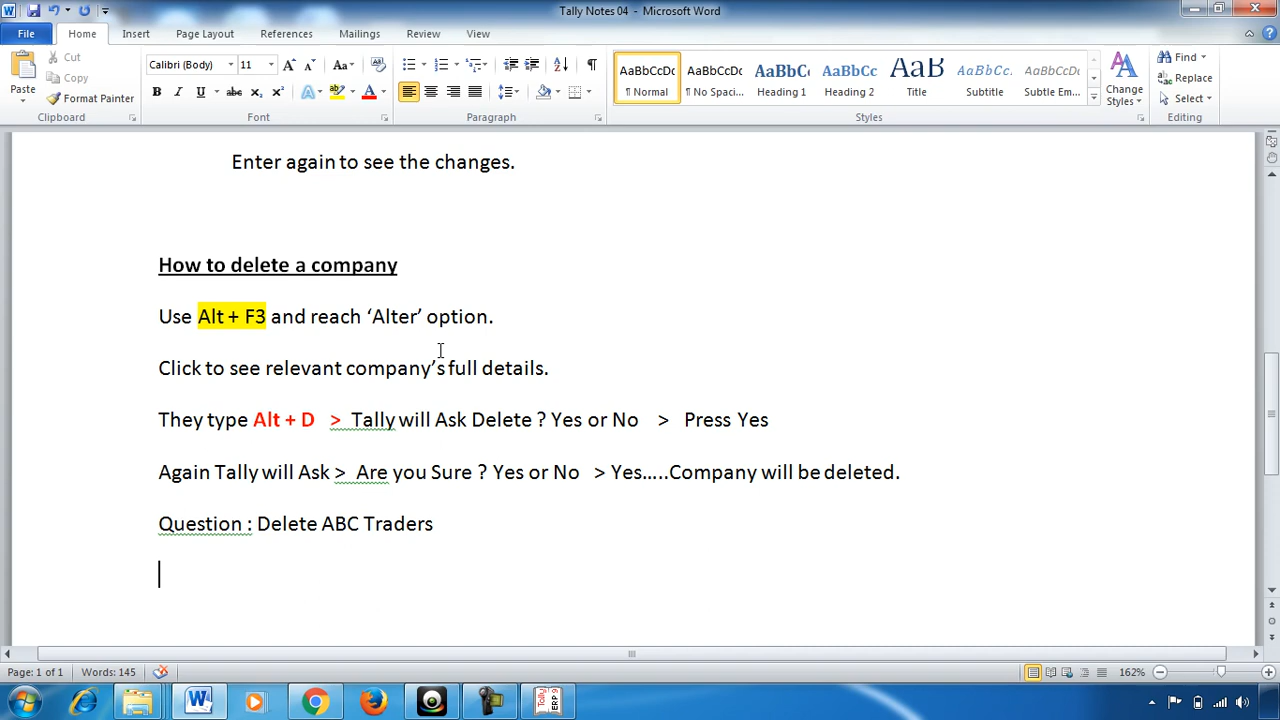 Tally Notes 04 - Microsoft Word
File Home Insert Page Layout References Mailings Review View
Paste
Cut
Copy
Format Painter
Clipboard
Calibri (Body) 11
Font
Paragraph
AaBbCcDc
¶ Normal
AaBbCcDc
¶ No Spaci...
AaBbCc
Heading 1
AaBbCc
Heading 2
AaB
Title
AaBbCc.
Subtitle
AaBbCcDc
Subtle Em...
Change
Styles
Styles
Find
Replace
Select
Editing
Enter again to see the changes.
How to delete a company
Use Alt + F3 and reach ‘Alter’ option.
Click to see relevant company’s full details.
They type Alt + D > Tally will Ask Delete ? Yes or No > Press Yes
Again Tally will Ask > Are you Sure ? Yes or No > Yes…..Company will be deleted.
Question : Delete ABC Traders
Page: 1 of 1 Words: 145 162%
Tally
ERP 9